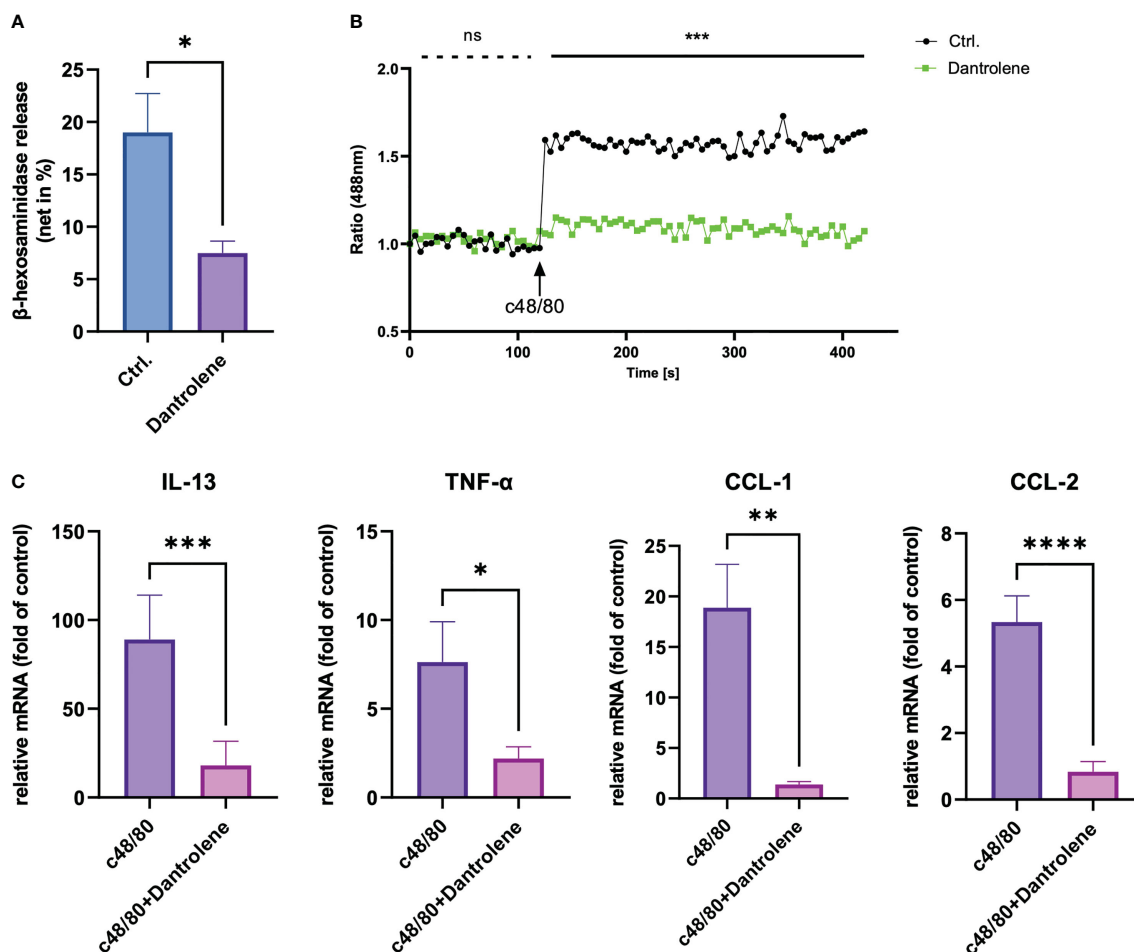 A
β-hexosaminidase release
(net in %)
25
20
15
10
5
0
*
Ctrl.
Dantrolene
B
ns
***
Ctrl.
Dantrolene
Ratio (488nm)
2.0
1.5
1.0
0.5
c48/80
0
100
200
300
400
Time [s]
C
IL-13
relative mRNA (fold of control)
150
100
50
0
***
c48/80
c48/80+Dantrolene
TNF-α
relative mRNA (fold of control)
15
10
5
0
*
c48/80
c48/80+Dantrolene
CCL-1
relative mRNA (fold of control)
25
20
15
10
5
0
**
c48/80
c48/80+Dantrolene
CCL-2
relative mRNA (fold of control)
8
6
4
2
0
****
c48/80
c48/80+Dantrolene